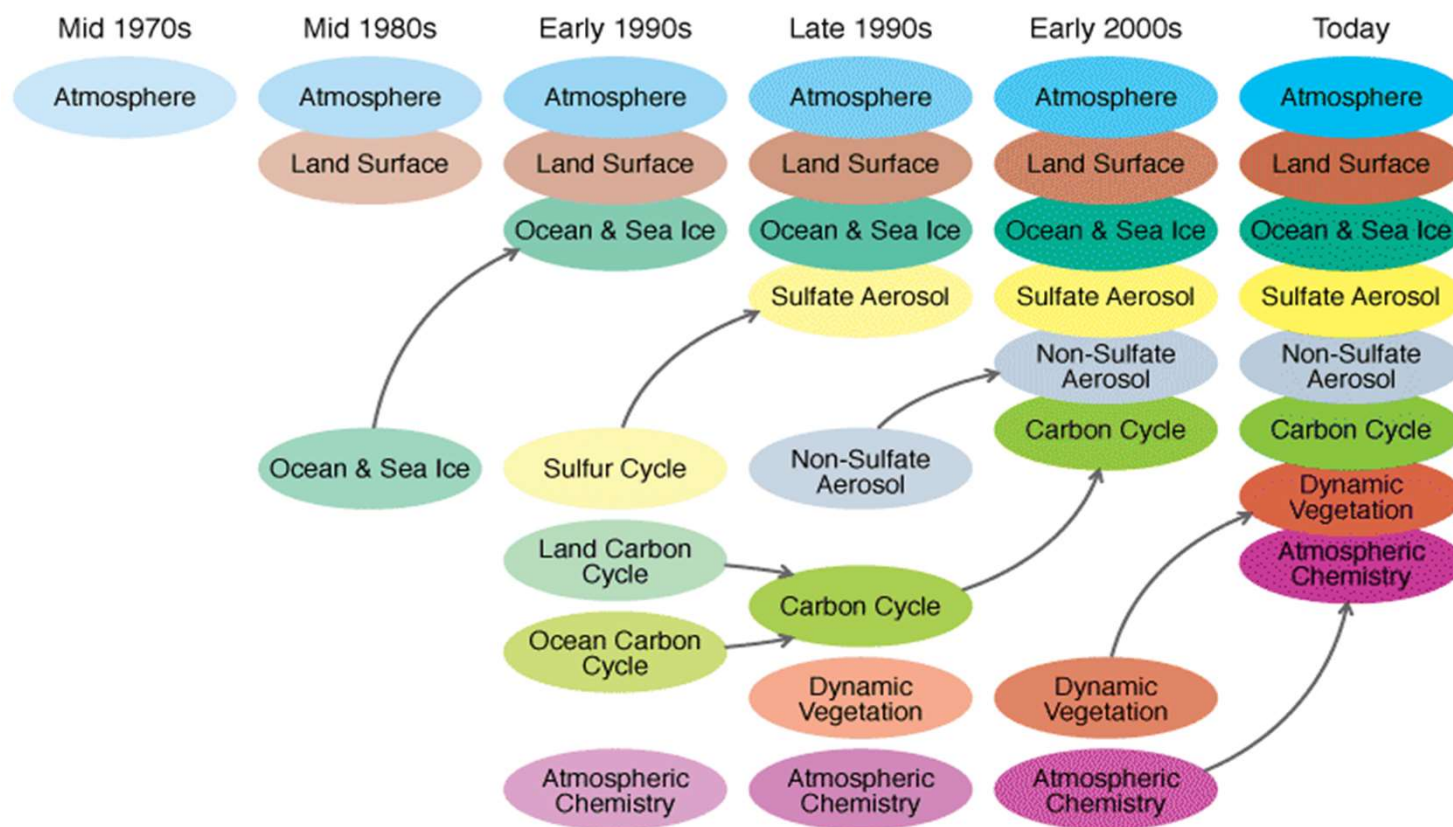 Mid 1970s
Mid 1980s
Early 1990s
Late 1990s
Early 2000s
Today
Atmosphere
Atmosphere
Atmosphere
Atmosphere
Atmosphere
Atmosphere
Land Surface
Land Surface
Land Surface
Land Surface
Land Surface
Ocean & Sea Ice
Ocean & Sea Ice
Ocean & Sea Ice
Ocean & Sea Ice
Sulfate Aerosol
Sulfate Aerosol
Sulfate Aerosol
Non-Sulfate
Aerosol
Non-Sulfate
Aerosol
Carbon Cycle
Carbon Cycle
Ocean & Sea Ice
Sulfur Cycle
Non-Sulfate
Aerosol
Dynamic
Vegetation
Land Carbon
Cycle
Atmospheric
Chemistry
Carbon Cycle
Ocean Carbon
Cycle
Dynamic
Vegetation
Dynamic
Vegetation
Atmospheric
Chemistry
Atmospheric
Chemistry
Atmospheric
Chemistry